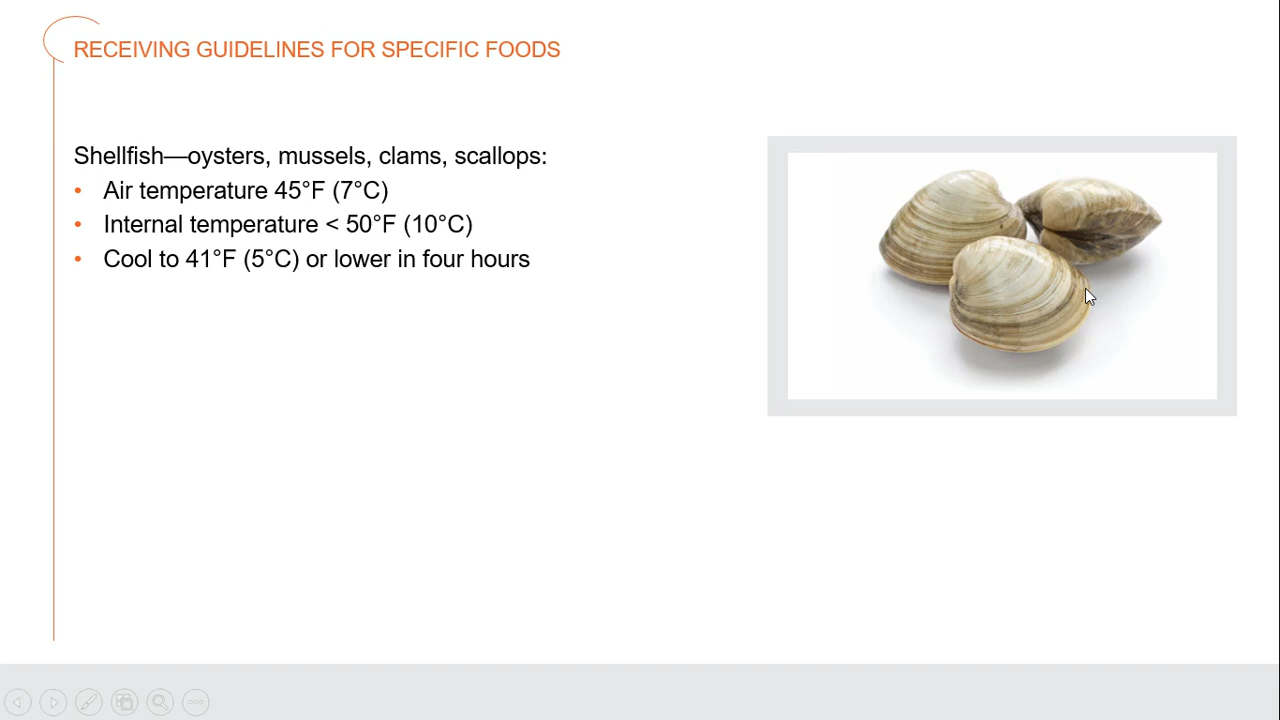 RECEIVING GUIDELINES FOR SPECIFIC FOODS
Shellfish—oysters, mussels, clams, scallops:
• Air temperature 45°F (7°C)
• Internal temperature < 50°F (10°C)
• Cool to 41°F (5°C) or lower in four hours